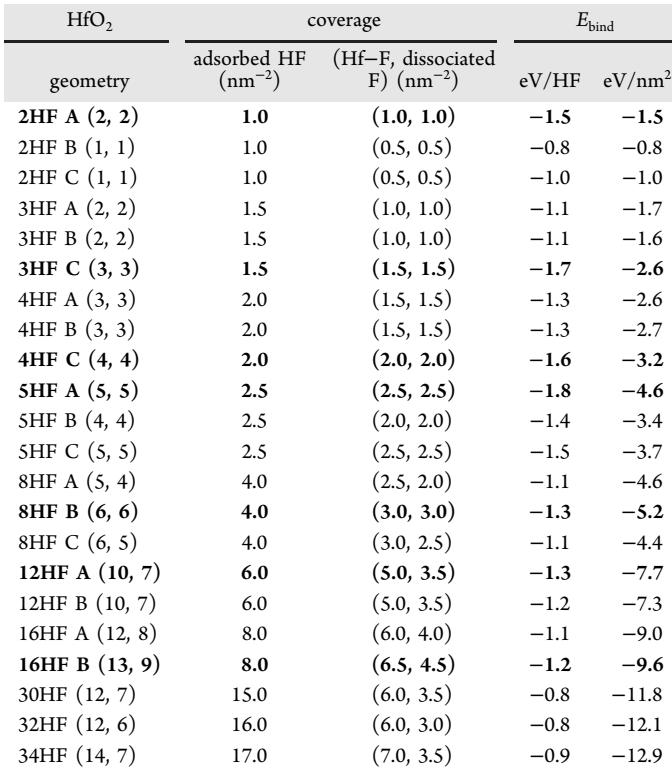 HfO₂ coverage E_bind
geometry adsorbed HF (nm⁻²) (Hf−F, dissociated F) (nm⁻²) eV/HF eV/nm²
2HF A (2, 2) 1.0 (1.0, 1.0) −1.5 −1.5
2HF B (1, 1) 1.0 (0.5, 0.5) −0.8 −0.8
2HF C (1, 1) 1.0 (0.5, 0.5) −1.0 −1.0
3HF A (2, 2) 1.5 (1.0, 1.0) −1.1 −1.7
3HF B (2, 2) 1.5 (1.0, 1.0) −1.1 −1.6
3HF C (3, 3) 1.5 (1.5, 1.5) −1.7 −2.6
4HF A (3, 3) 2.0 (1.5, 1.5) −1.3 −2.6
4HF B (3, 3) 2.0 (1.5, 1.5) −1.3 −2.7
4HF C (4, 4) 2.0 (2.0, 2.0) −1.6 −3.2
5HF A (5, 5) 2.5 (2.5, 2.5) −1.8 −4.6
5HF B (4, 4) 2.5 (2.0, 2.0) −1.4 −3.4
5HF C (5, 5) 2.5 (2.5, 2.5) −1.5 −3.7
8HF A (5, 4) 4.0 (2.5, 2.0) −1.1 −4.6
8HF B (6, 6) 4.0 (3.0, 3.0) −1.3 −5.2
8HF C (6, 5) 4.0 (3.0, 2.5) −1.1 −4.4
12HF A (10, 7) 6.0 (5.0, 3.5) −1.3 −7.7
12HF B (10, 7) 6.0 (5.0, 3.5) −1.2 −7.3
16HF A (12, 8) 8.0 (6.0, 4.0) −1.1 −9.0
16HF B (13, 9) 8.0 (6.5, 4.5) −1.2 −9.6
30HF (12, 7) 15.0 (6.0, 3.5) −0.8 −11.8
32HF (12, 6) 16.0 (6.0, 3.0) −0.8 −12.1
34HF (14, 7) 17.0 (7.0, 3.5) −0.9 −12.9